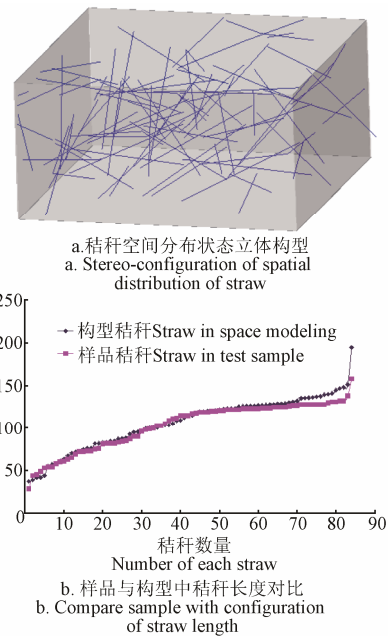 a.秸秆空间分布状态立体构型
a. Stereo-configuration of spatial
distribution of straw
250
构型秸秆Straw in space modeling
200
样品秸秆Straw in test sample
150
100
50
0
10 20 30 40 50 60 70 80 90
秸秆数量
Number of each straw
b. 样品与构型中秸秆长度对比
b. Compare sample with configuration
of straw length